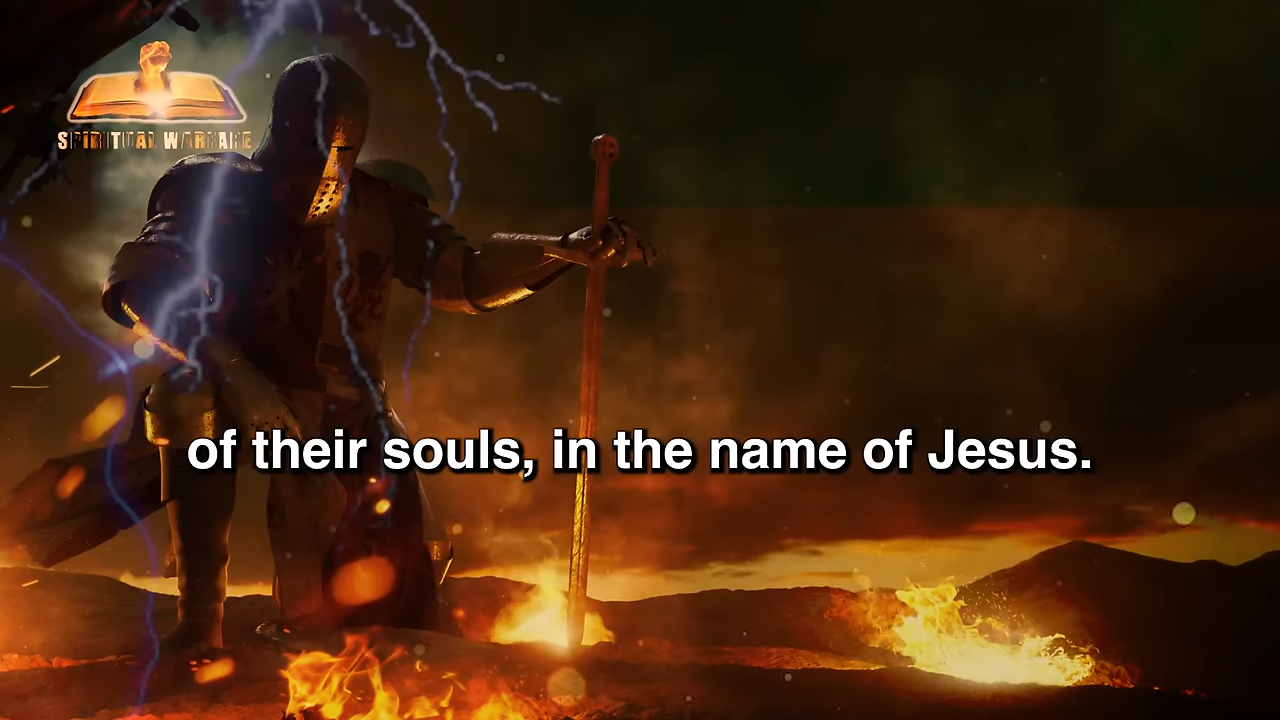 SPIRITUAL WARFARE
of their souls, in the name of Jesus.